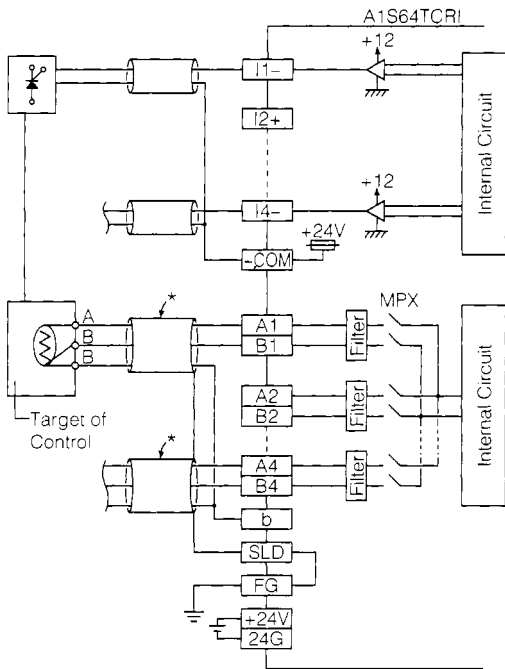 A1S64TCRI
+12
I1-
I2+
Internal Circuit
+12
I4-
+24V
-COM
MPX
*
A
B
B
A1
B1
Filter
A2
B2
Filter
Internal Circuit
Target of
Control
*
A4
B4
Filter
b
SLD
FG
+24V
24G